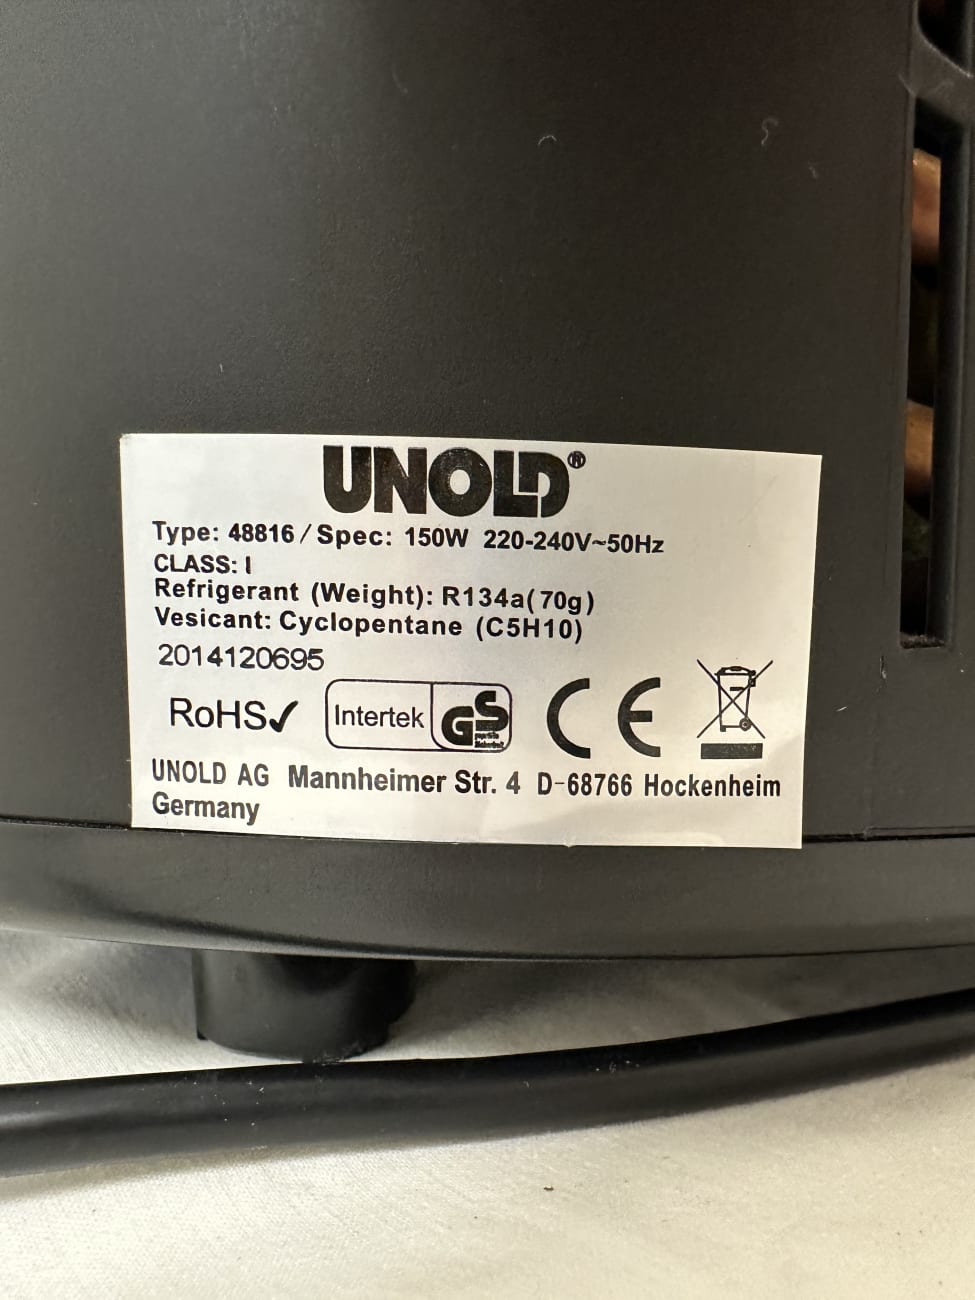 UNOLD®
Type: 48816 / Spec: 150W 220-240V~50Hz
CLASS: I
Refrigerant (Weight): R134a(70g)
Vesicant: Cyclopentane (C5H10)
2014120695
RoHS✓ Intertek GS CE
UNOLD AG Mannheimer Str. 4 D-68766 Hockenheim
Germany